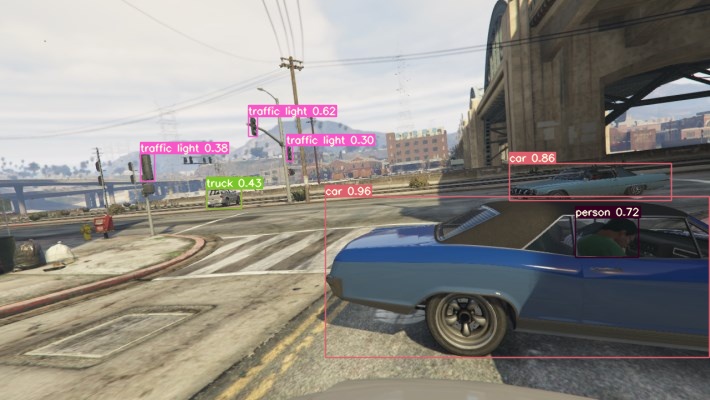 traffic light 0.62
traffic light 0.30
traffic light 0.38
car 0.86
truck 0.43
car 0.96
person 0.72